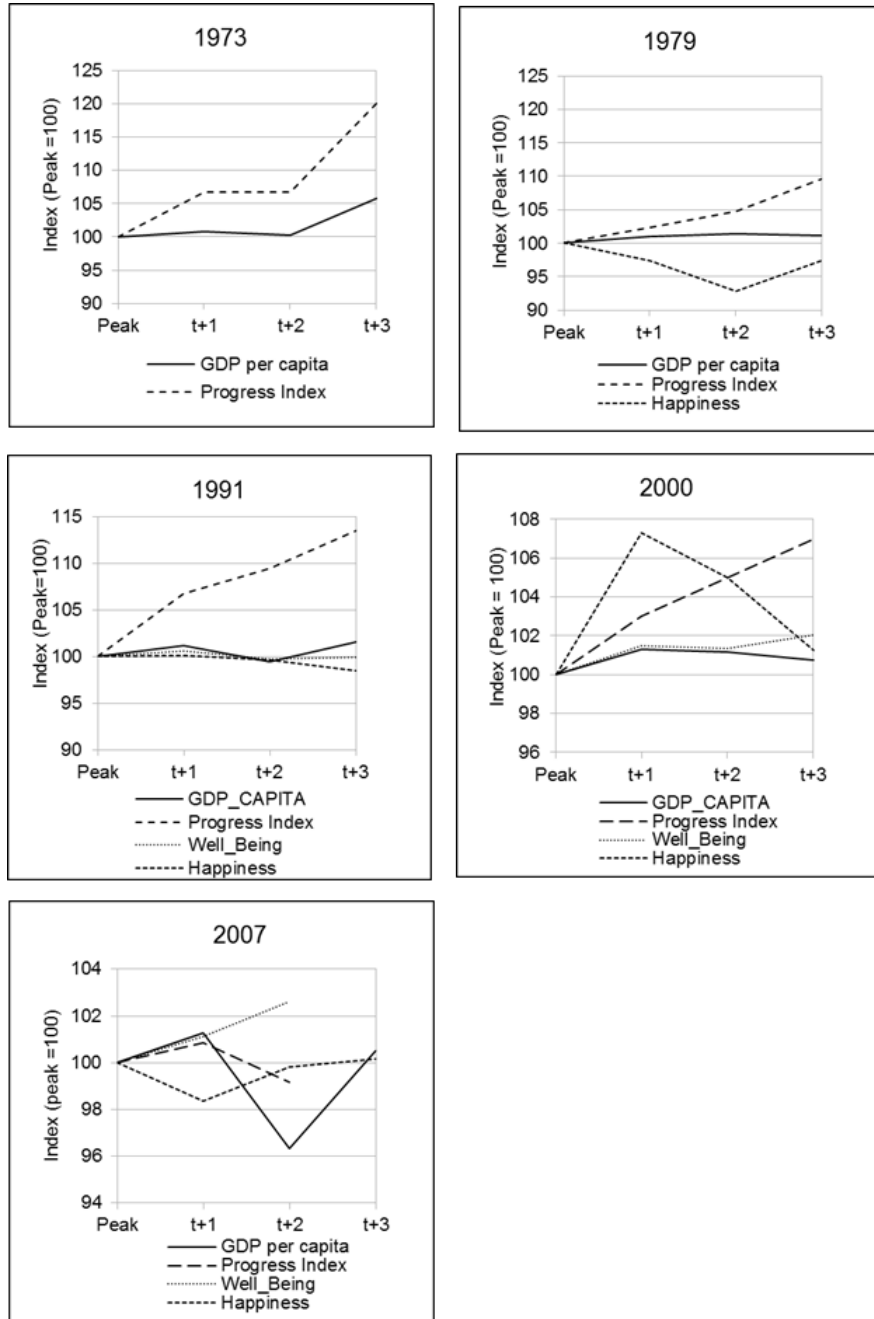 1973
Index (Peak =100)
125
120
115
110
105
100
95
90
Peak t+1 t+2 t+3
GDP per capita
Progress Index
1979
Index (Peak =100)
125
120
115
110
105
100
95
90
Peak t+1 t+2 t+3
GDP per capita
Progress Index
Happiness
1991
Index (Peak=100)
115
110
105
100
95
90
Peak t+1 t+2 t+3
GDP_CAPITA
Progress Index
Well_Being
Happiness
2000
Index (Peak = 100)
108
106
104
102
100
98
96
Peak t+1 t+2 t+3
GDP_CAPITA
Progress Index
Well_Being
Happiness
2007
Index (peak =100)
104
102
100
98
96
94
Peak t+1 t+2 t+3
GDP per capita
Progress Index
Well_Being
Happiness